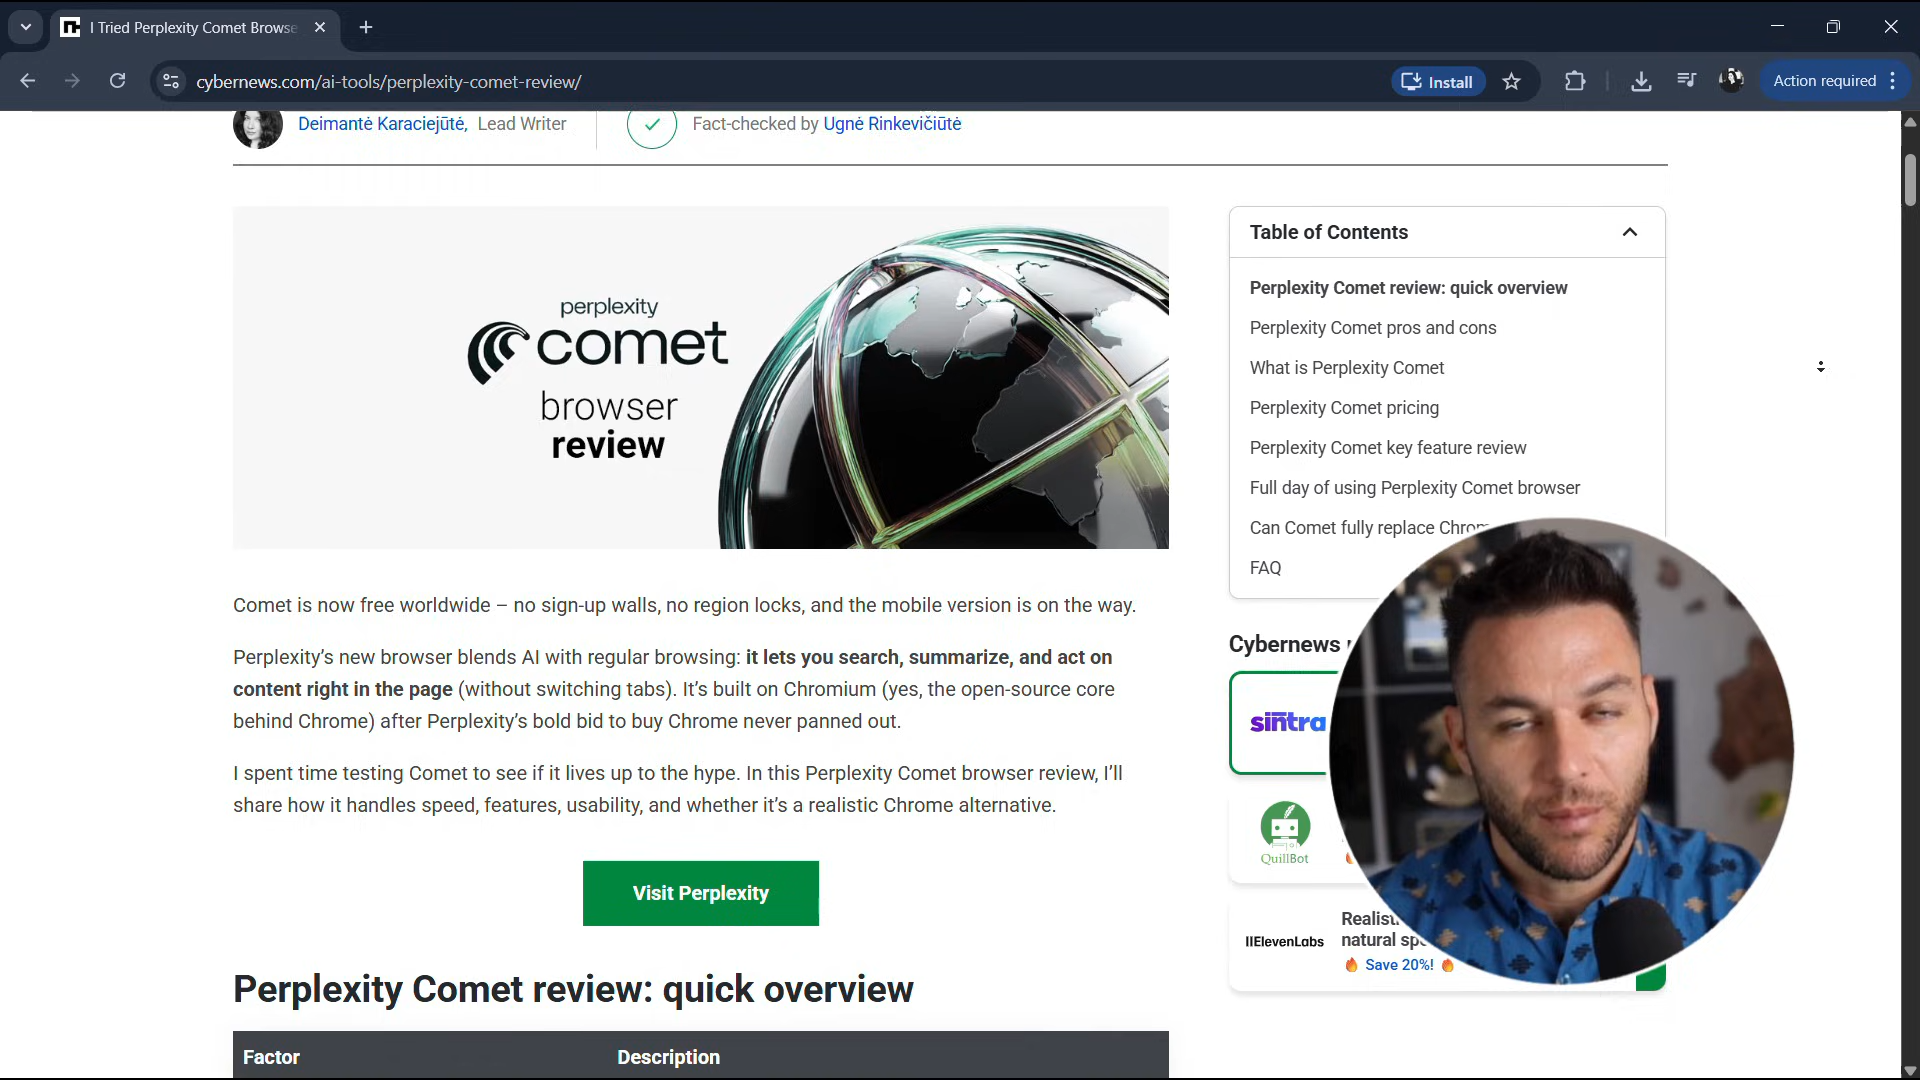 I Tried Perplexity Comet Browse
cybernews.com/ai-tools/perplexity-comet-review/
Install
Action required
Deimantė Karaciejūtė, Lead Writer
Fact-checked by Ugnė Rinkevičiūtė
perplexity
comet
browser
review
Comet is now free worldwide – no sign-up walls, no region locks, and the mobile version is on the way.
Perplexity's new browser blends AI with regular browsing: it lets you search, summarize, and act on
content right in the page (without switching tabs). It's built on Chromium (yes, the open-source core
behind Chrome) after Perplexity's bold bid to buy Chrome never panned out.
I spent time testing Comet to see if it lives up to the hype. In this Perplexity Comet browser review, I'll
share how it handles speed, features, usability, and whether it's a realistic Chrome alternative.
Visit Perplexity
Perplexity Comet review: quick overview
Factor Description
Table of Contents
Perplexity Comet review: quick overview
Perplexity Comet pros and cons
What is Perplexity Comet
Perplexity Comet pricing
Perplexity Comet key feature review
Full day of using Perplexity Comet browser
Can Comet fully replace Chrom
FAQ
Cybernews
sintra
QuillBot
IIElevenLabs
natural
Save 20%!